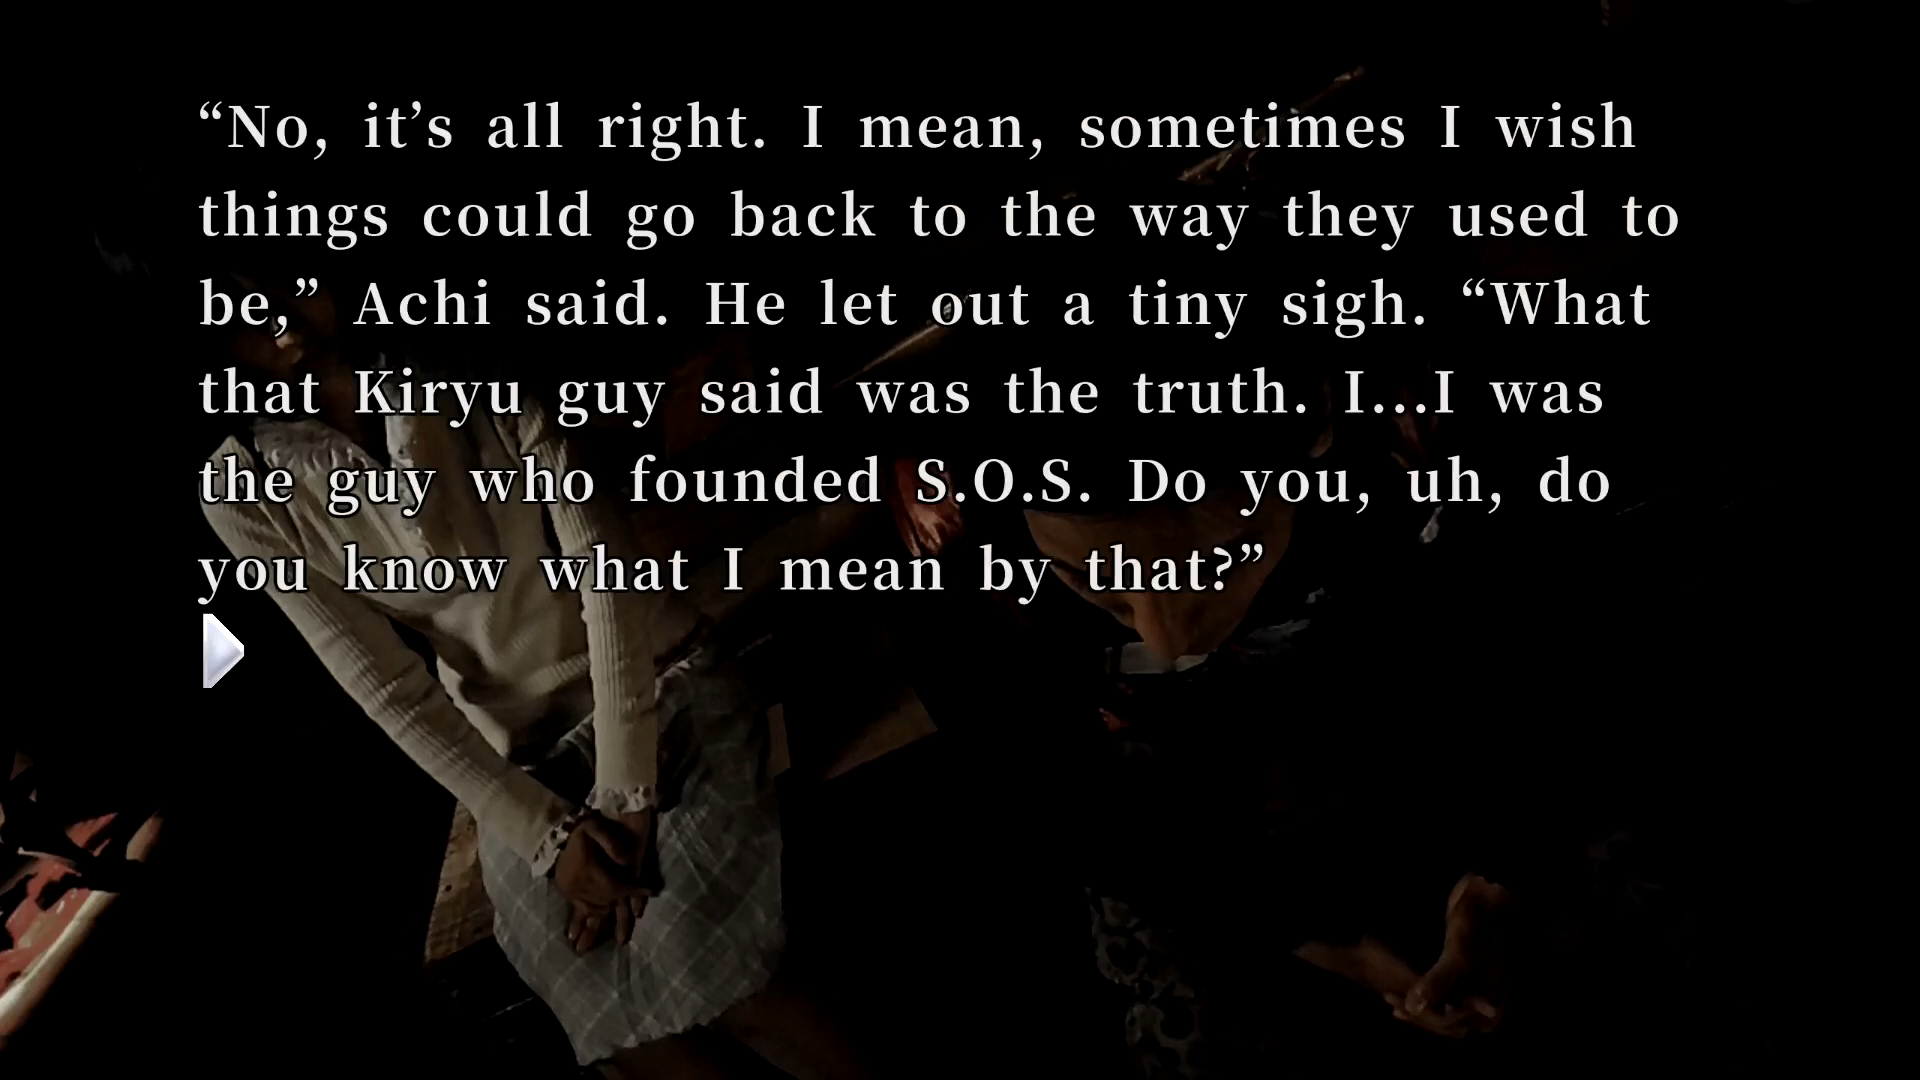 “No, it’s all right. I mean, sometimes I wish
things could go back to the way they used to
be,” Achi said. He let out a tiny sigh. “What
that Kiryu guy said was the truth. I...I was
the guy who founded S.O.S. Do you, uh, do
you know what I mean by that?”